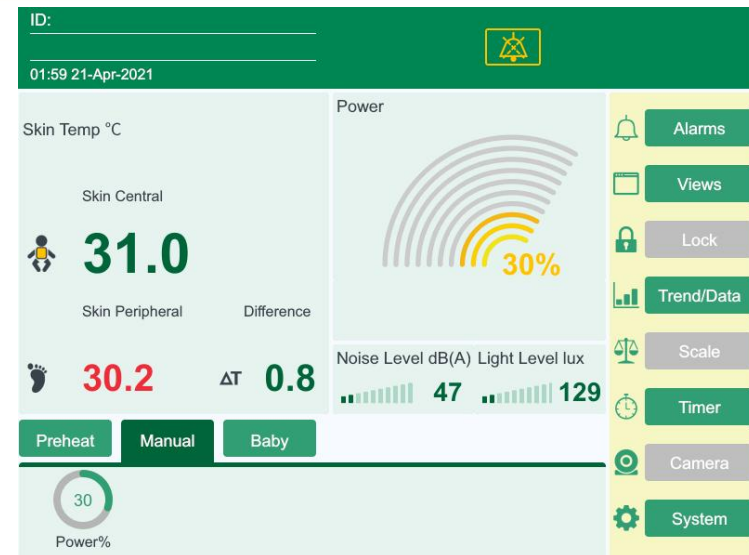 ID:
01:59 21-Apr-2021
Skin Temp °C
Skin Central
31.0
Skin Peripheral Difference
30.2 ΔT 0.8
Power
30%
Noise Level dB(A) Light Level lux
47 129
Preheat Manual Baby
30
Power%
Alarms
Views
Lock
Trend/Data
Scale
Timer
Camera
System